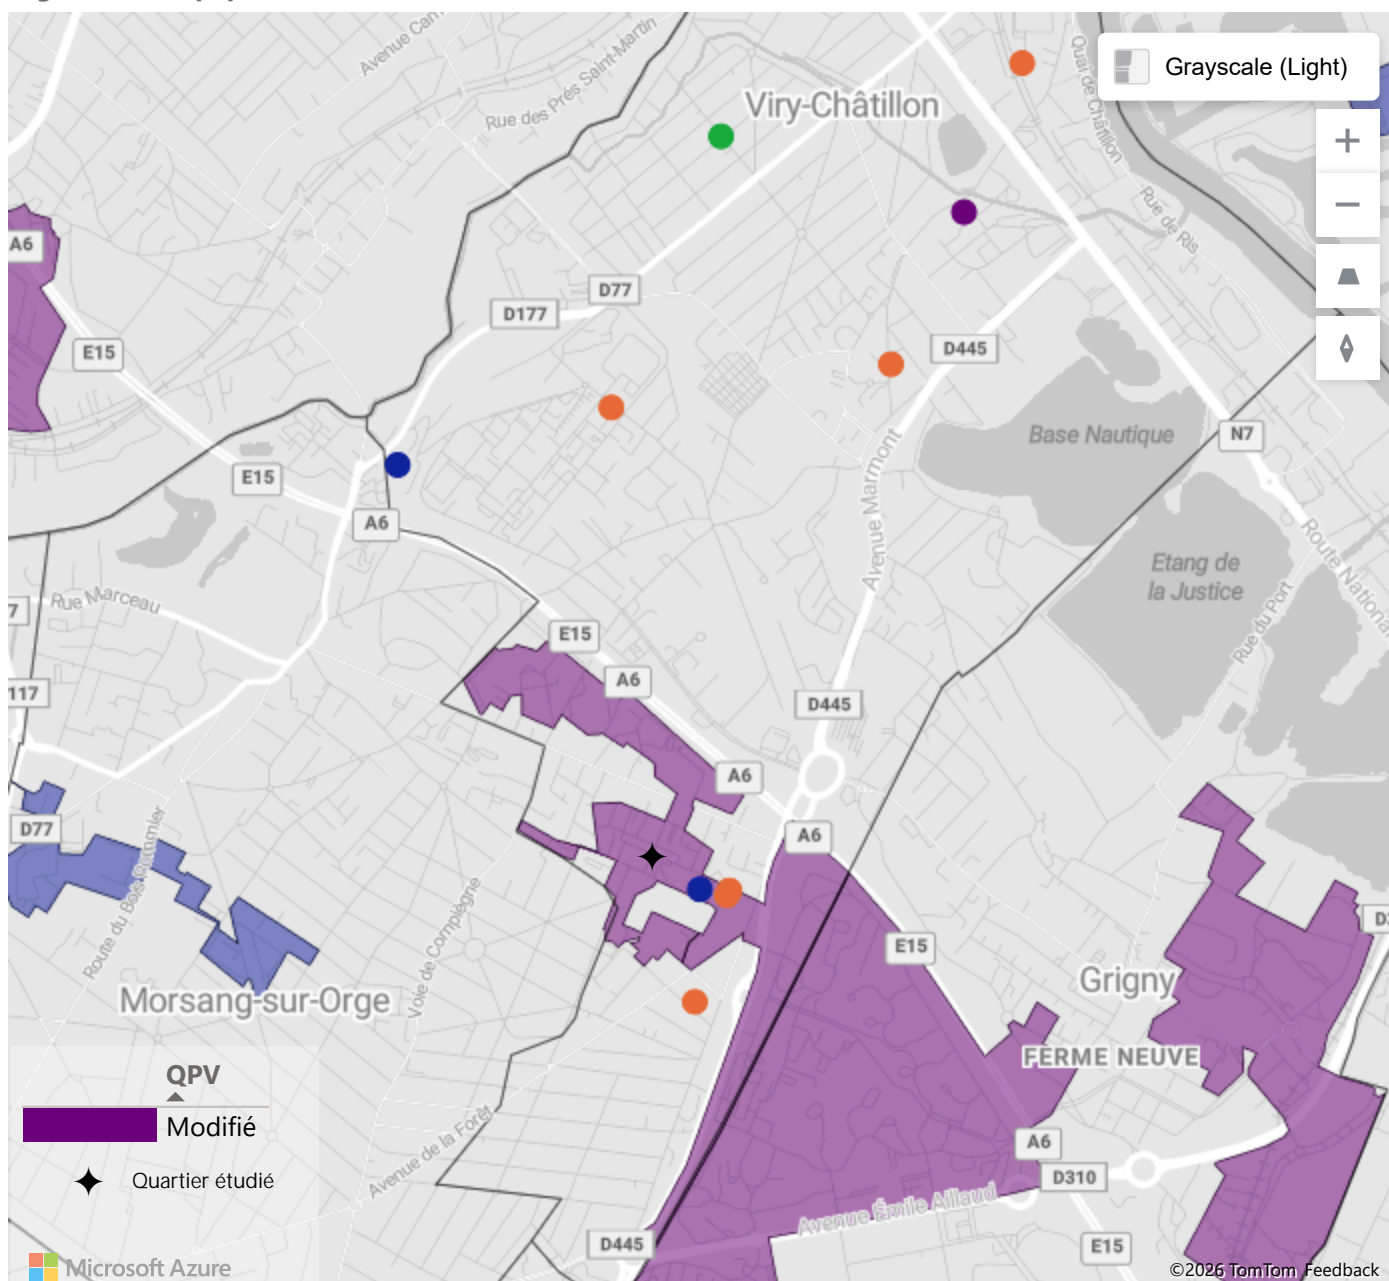 Avenue Cam
Rue des Prés Saint-Martin
Quai de Châtillon
Grayscale (Light)
Viry-Châtillon
Rue de Ris
A6
D77
D177
E15
D445
Base Nautique
N7
E15
A6
Avenue Marmont
Route Nationa
Etang de
la Justice
Rue Marceau
7
Rue du Port
E15
A6
117
D445
A6
D77
A6
Route du Bois Pommier
Voie de Compiègne
E15
Grigny
Morsang-sur-Orge
FERME NEUVE
QPV
Modifié
Quartier étudié
Avenue de la Forêt
A6
D310
Avenue Émile Aillaud
D445
E15
Microsoft Azure
©2026 TomTom Feedback